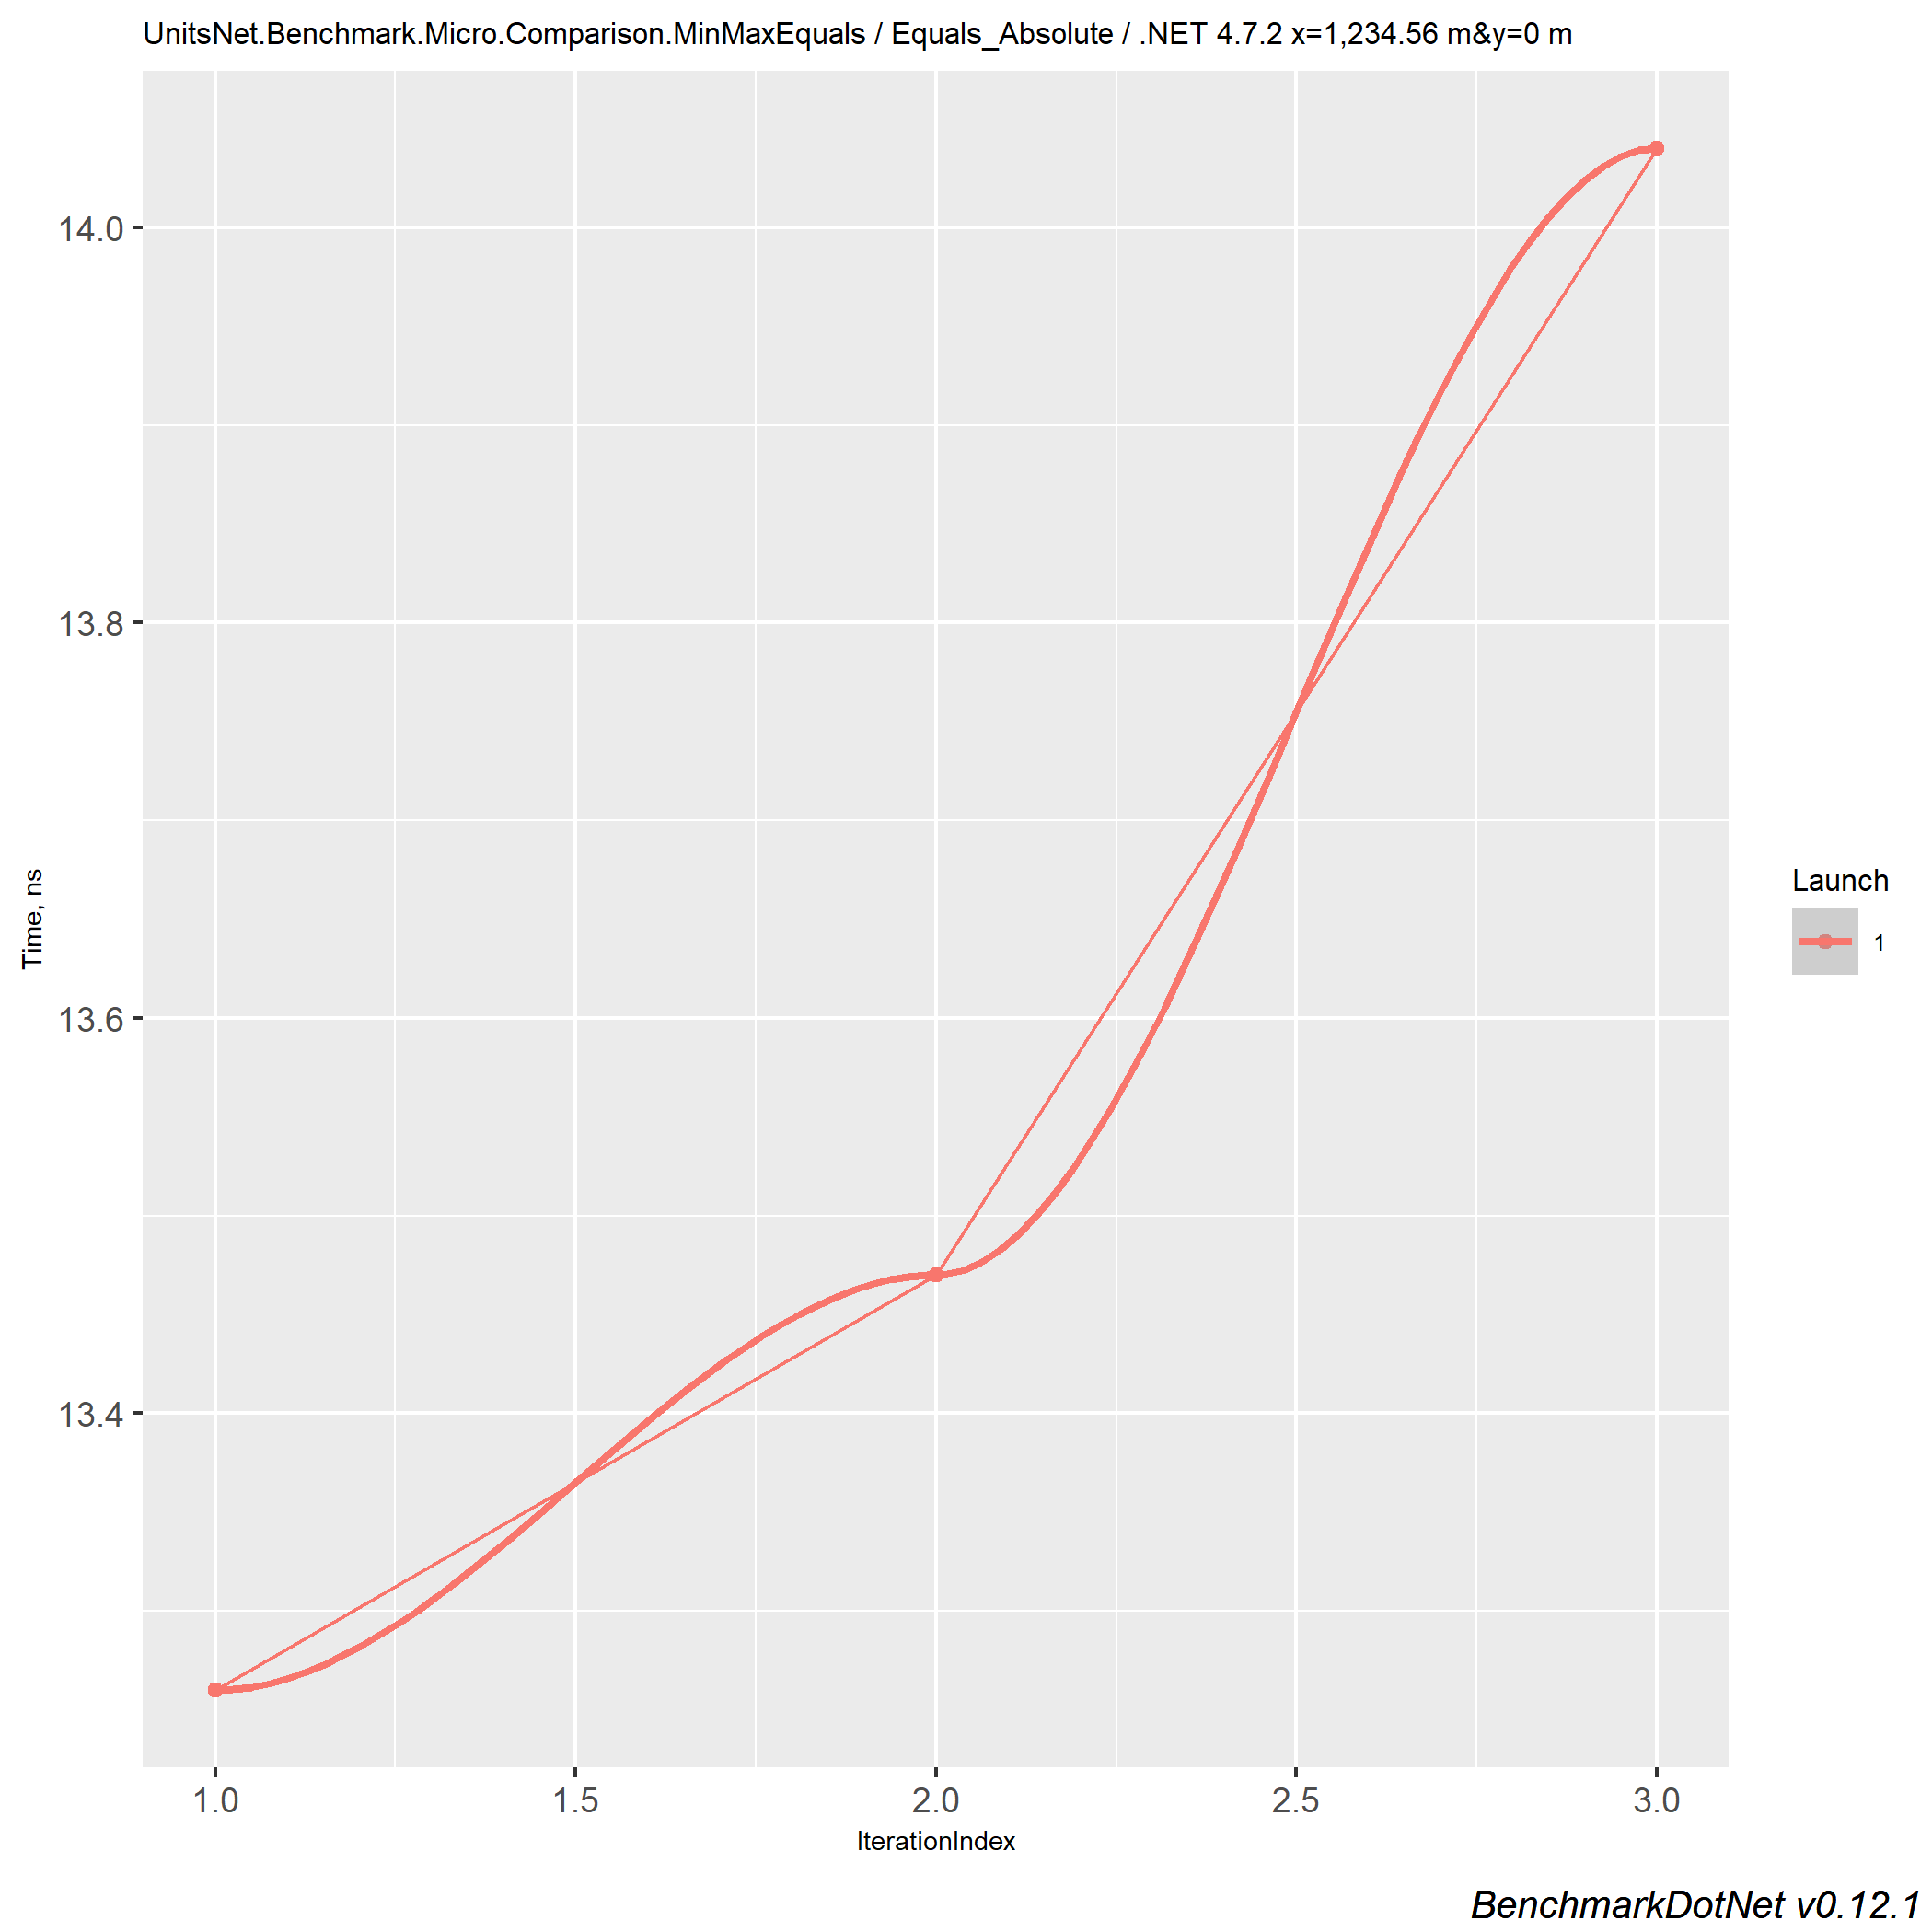 UnitsNet.Benchmark.Micro.Comparison.MinMaxEquals / Equals_Absolute / .NET 4.7.2 x=1,234.56 m&y=0 m
14.0
13.8
13.6
13.4
Time, ns
1.0 1.5 2.0 2.5 3.0
IterationIndex
Launch
1
BenchmarkDotNet v0.12.1